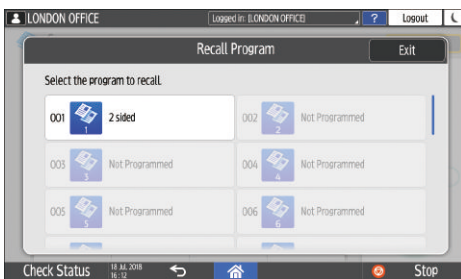 LONDON OFFICE
Logged in: [LONDON OFFICE]
?
Logout
Recall Program
Exit
Select the program to recall.
001 1 2 sided
002 2 Not Programmed
003 3 Not Programmed
004 4 Not Programmed
005 5 Not Programmed
006 6 Not Programmed
Check Status
18 Jul. 2018
16:12
Stop